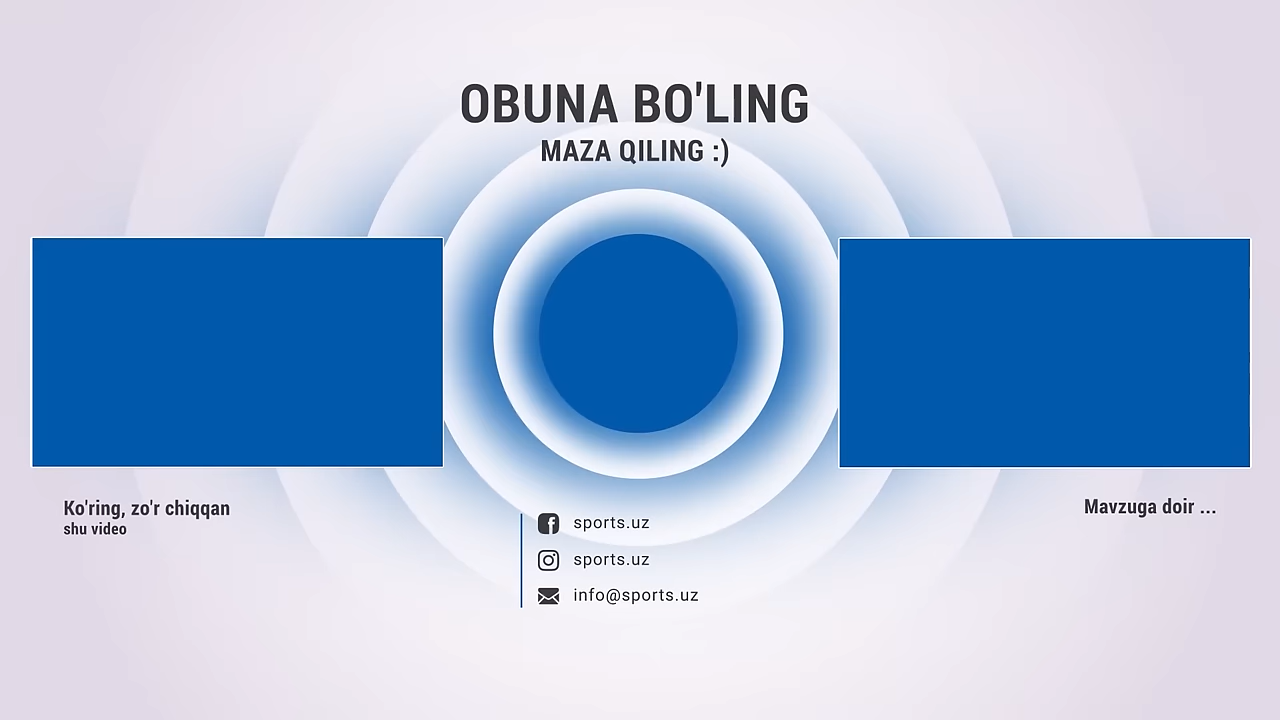 OBUNA BO'LING
MAZA QILING :)
Ko'ring, zo'r chiqqan
shu video
Mavzuga doir ...
sports.uz
sports.uz
info@sports.uz